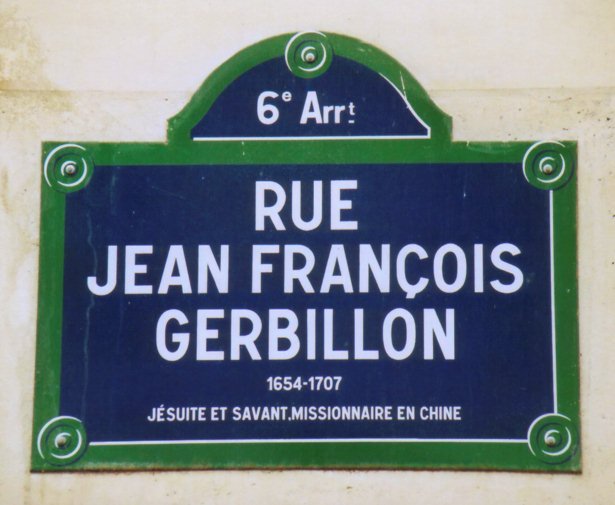 6e Arrt
RUE
JEAN FRANÇOIS
GERBILLON
1654-1707
JÉSUITE ET SAVANT.MISSIONNAIRE EN CHINE